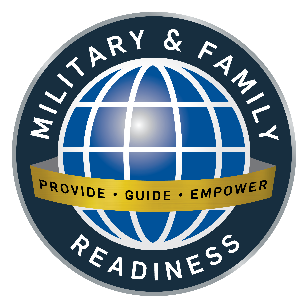 MILITARY & FAMILY
PROVIDE • GUIDE • EMPOWER
READINESS